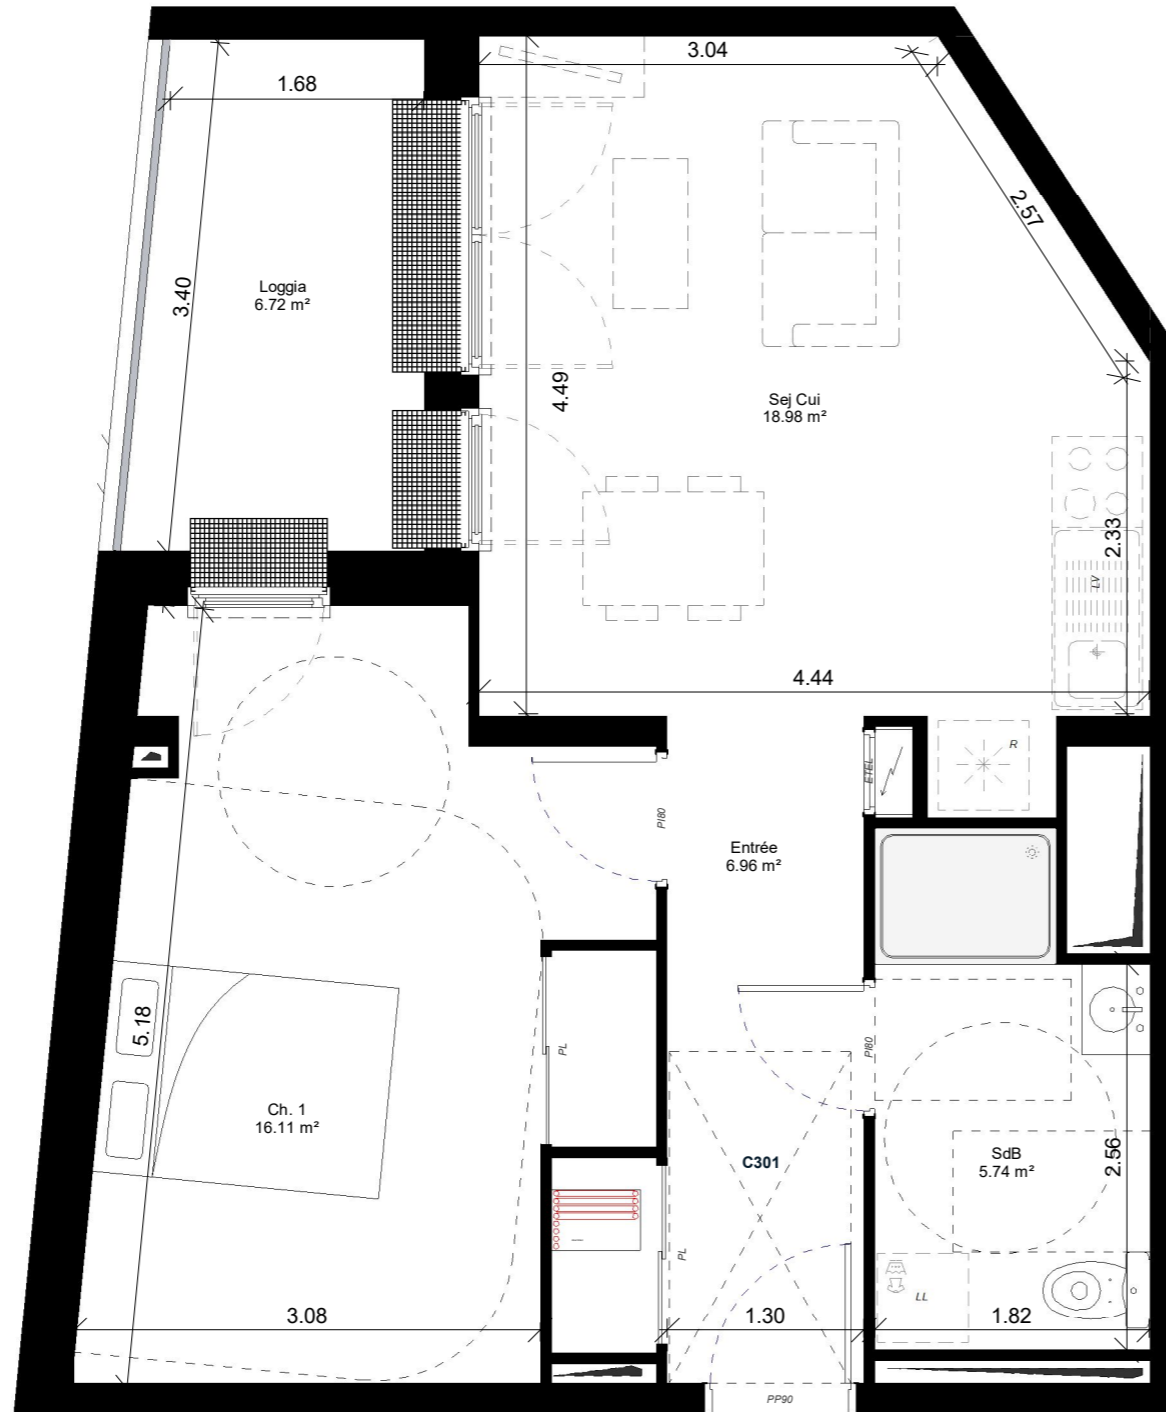 3.04
1.68
2.57
3.40
Loggia
6.72 m²
4.49
Sej Cui
18.98 m²
2.33
LV
4.44
R
ETEL
PI80
Entrée
6.96 m²
5.18
PL
PI80
Ch. 1
16.11 m²
C301
SdB
5.74 m²
2.56
PL
LL
3.08
1.30
1.82
PP90